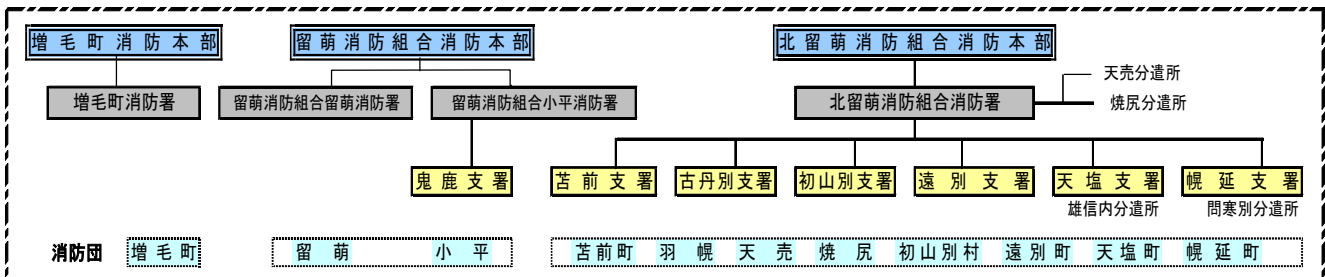 増毛町消防本部 留萌消防組合消防本部 北留萌消防組合消防本部
天売分遣所
増毛町消防署 留萌消防組合留萌消防署 留萌消防組合小平消防署 北留萌消防組合消防署 焼尻分遣所
鬼鹿支署 苫前支署 古丹別支署 初山別支署 遠別支署 天塩支署 幌延支署
雄信内分遣所 問寒別分遣所
消防団 増毛町 留萌 小平 苫前町 羽幌 天売 焼尻 初山別村 遠別町 天塩町 幌延町